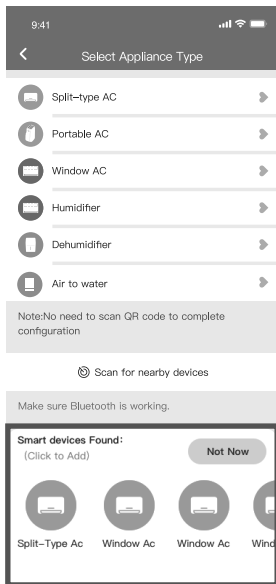 9:41
Select Appliance Type
Split-type AC
Portable AC
Window AC
Humidifier
Dehumidifier
Air to water
Note:No need to scan QR code to complete
configuration
Scan for nearby devices
Make sure Bluetooth is working.
Smart devices Found:
(Click to Add)
Not Now
Split-Type Ac
Window Ac
Window Ac
Wind